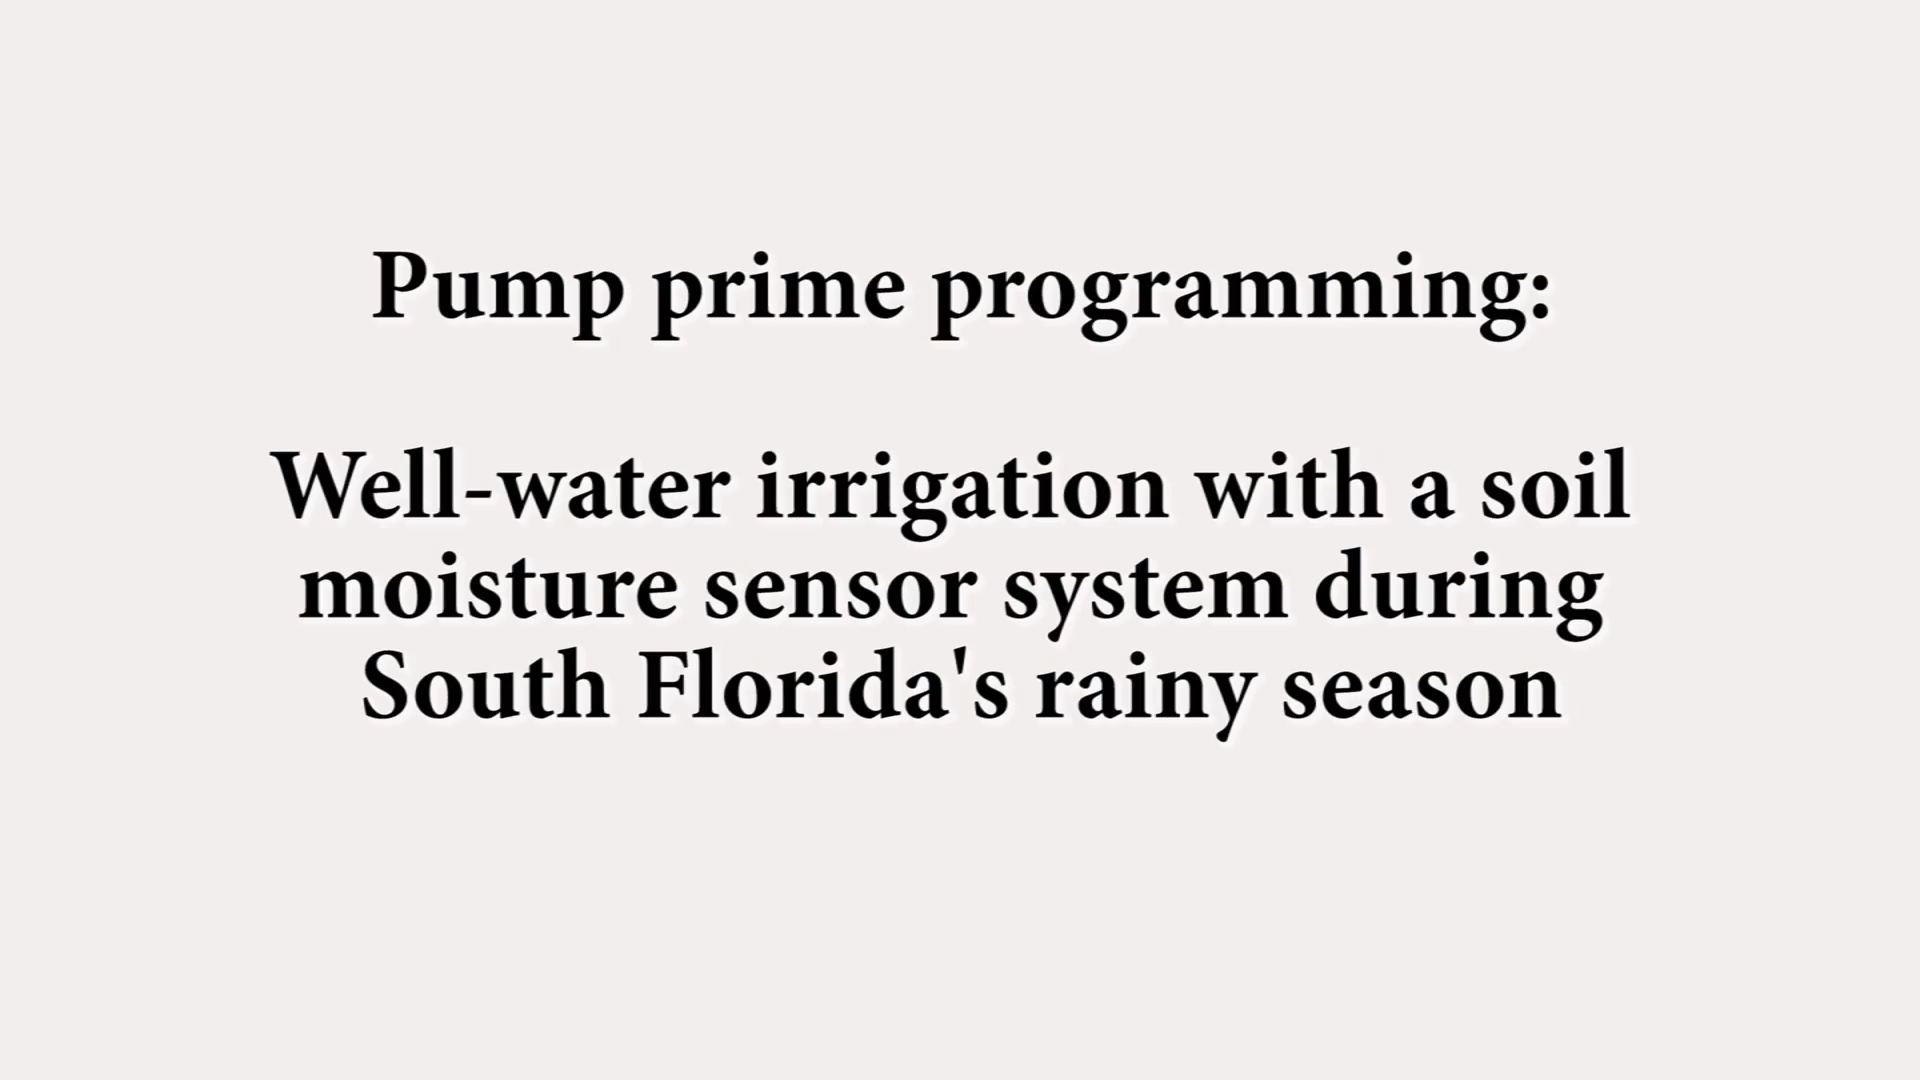 Pump prime programming:
Well-water irrigation with a soil
moisture sensor system during
South Florida's rainy season